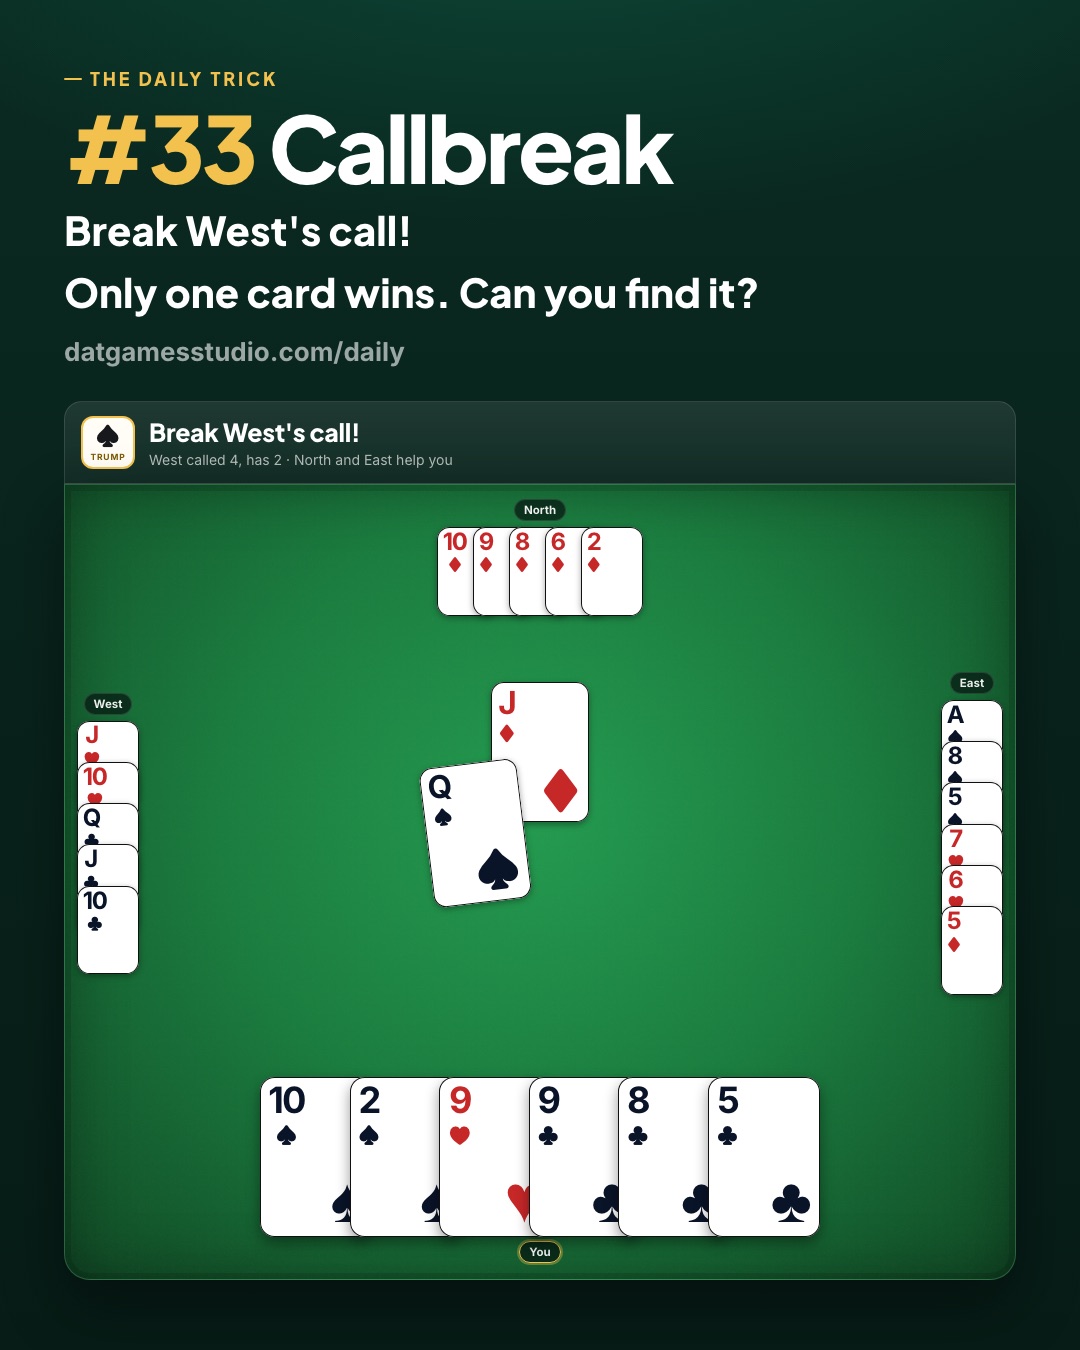 — THE DAILY TRICK
#33 Callbreak
Break West's call!
Only one card wins. Can you find it?
datgamesstudio.com/daily
TRUMP
Break West's call!
West called 4, has 2 · North and East help you
North
10 9 8 6 2
East
West
J
10
Q
J
10
J
Q
A
8
5
7
6
5
10 2 9 9 8 5
You